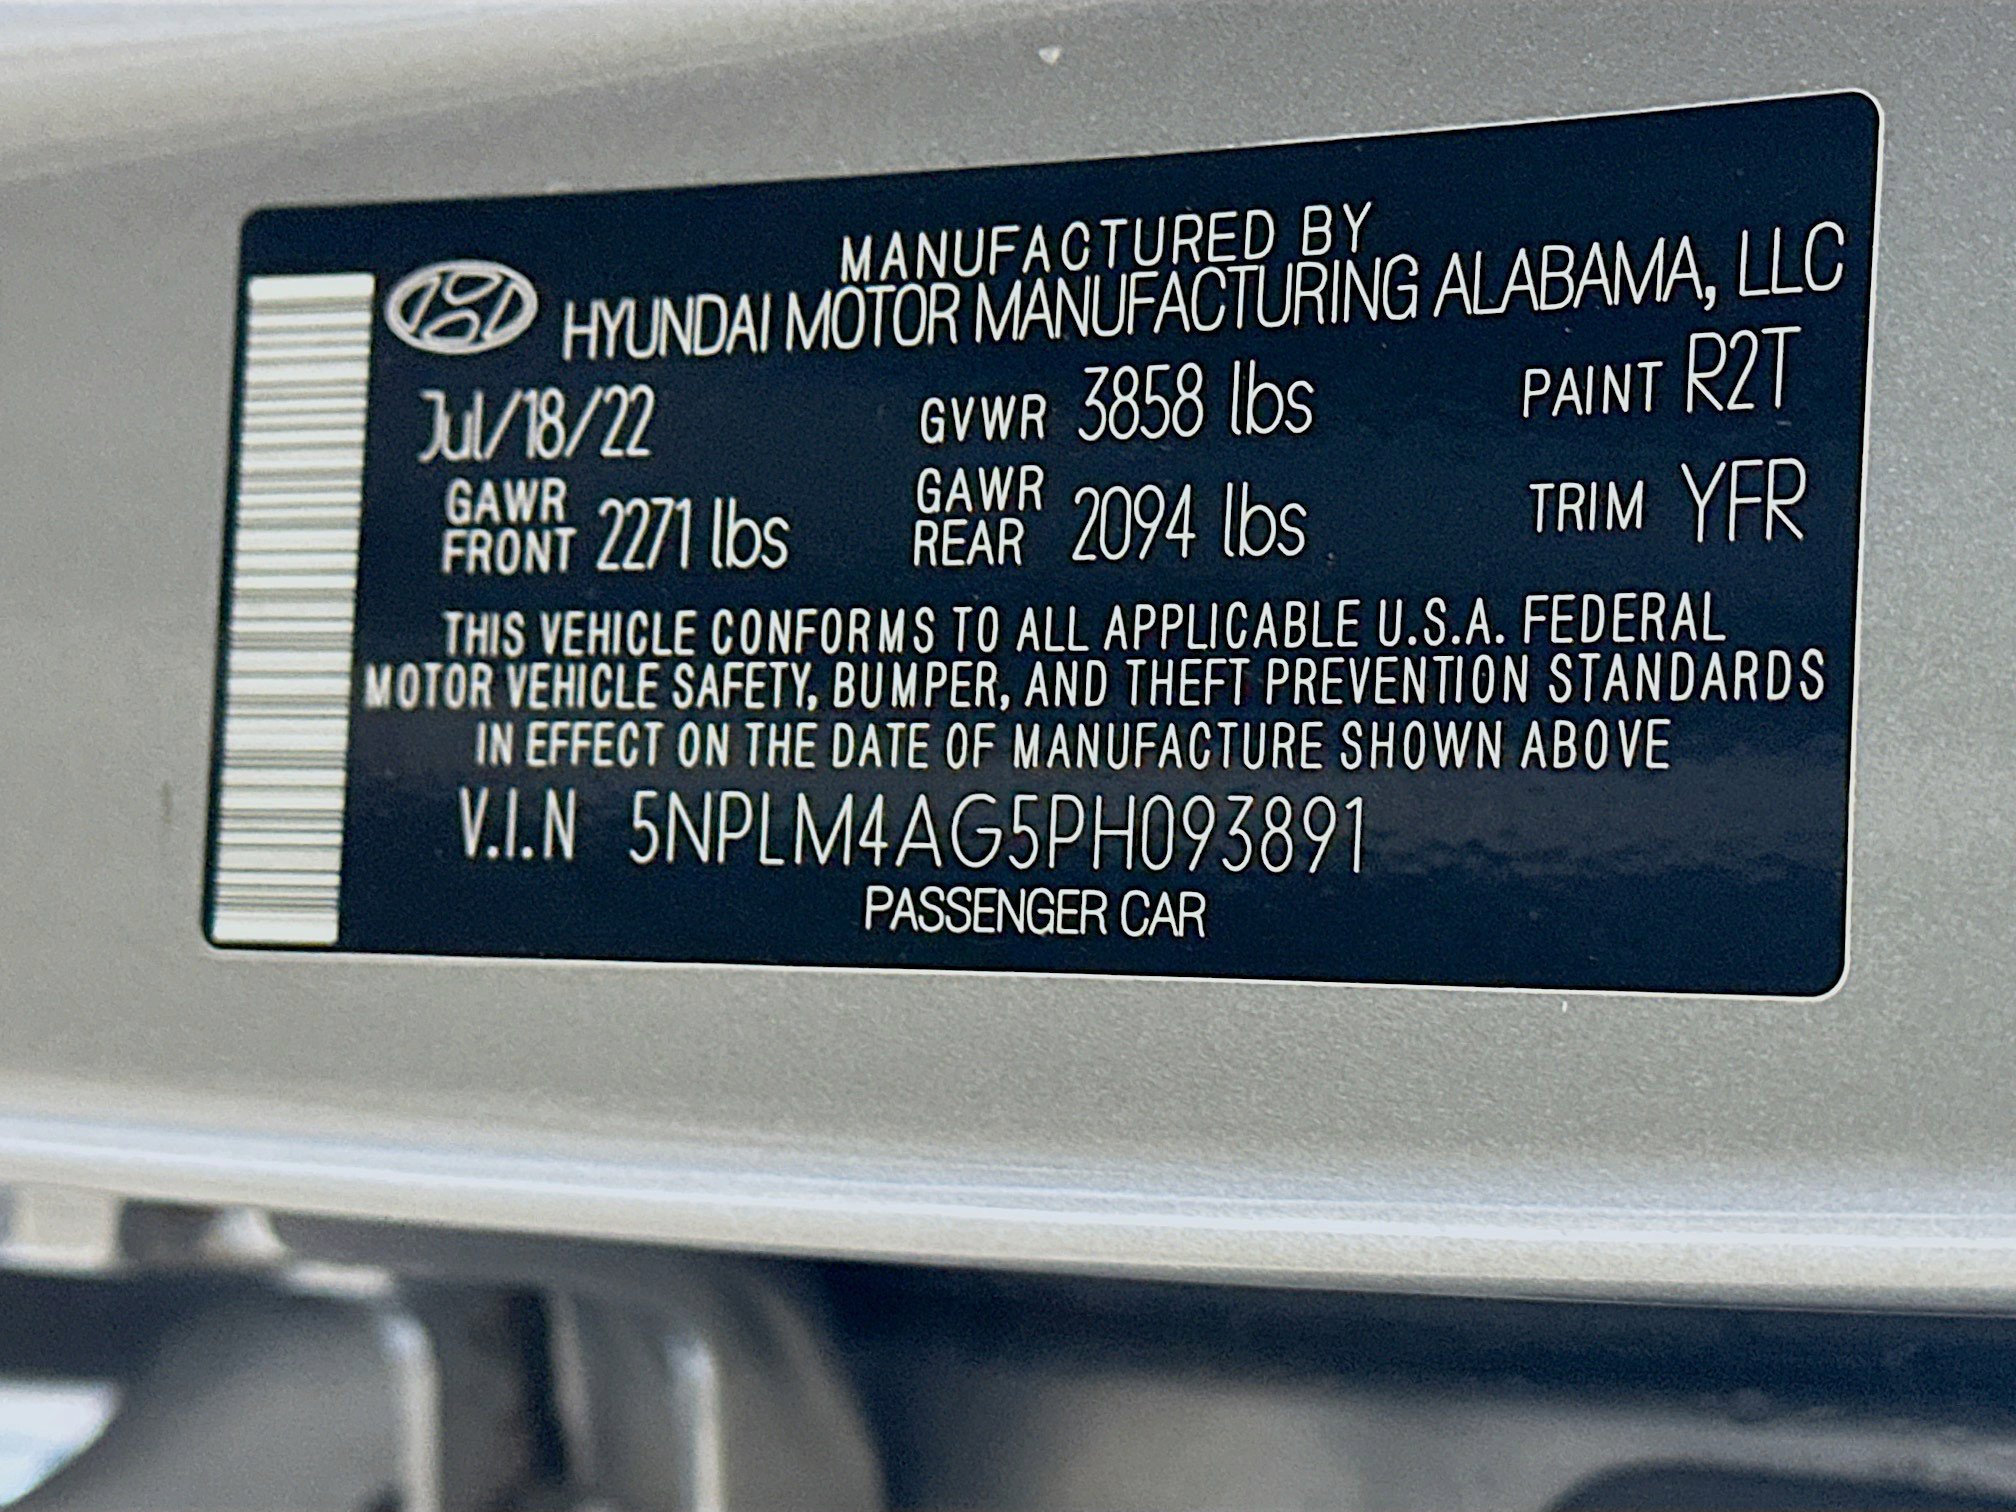 MANUFACTURED BY
HYUNDAI MOTOR MANUFACTURING ALABAMA, LLC
Jul/18/22 GVWR 3858 lbs PAINT R2T
GAWR FRONT 2271 lbs GAWR REAR 2094 lbs TRIM YFR
THIS VEHICLE CONFORMS TO ALL APPLICABLE U.S.A. FEDERAL
MOTOR VEHICLE SAFETY, BUMPER, AND THEFT PREVENTION STANDARDS
IN EFFECT ON THE DATE OF MANUFACTURE SHOWN ABOVE
V.I.N 5NPLM4AG5PH093891
PASSENGER CAR